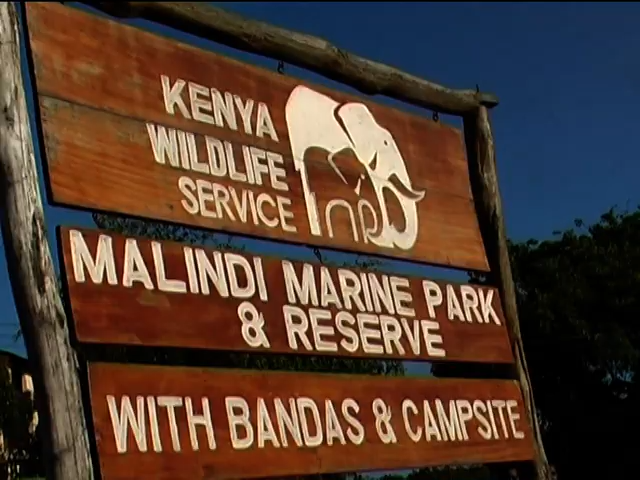 KENYA
WILDLIFE
SERVICE
MALINDI MARINE PARK
& RESERVE
WITH BANDAS & CAMPSITE